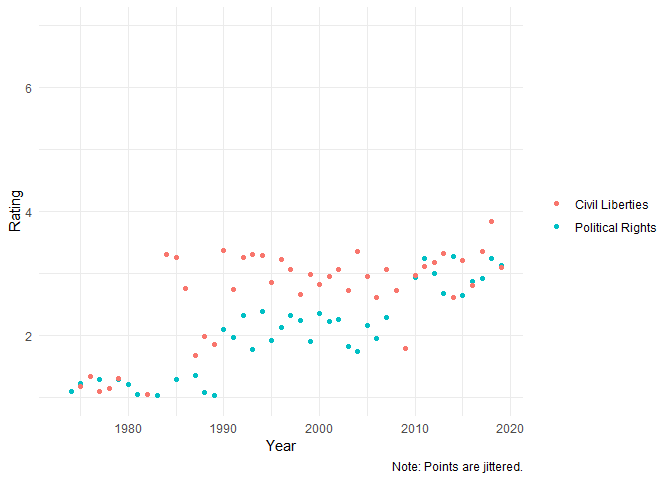 6
4
2
Rating
1980
1990
2000
2010
2020
Year
Civil Liberties
Political Rights
Note: Points are jittered.